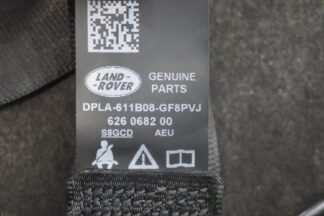 LAND-
ROVER
GENUINE
PARTS
DPLA-611B08-GF8PVJ
626 0682 00
S8GCD AEU